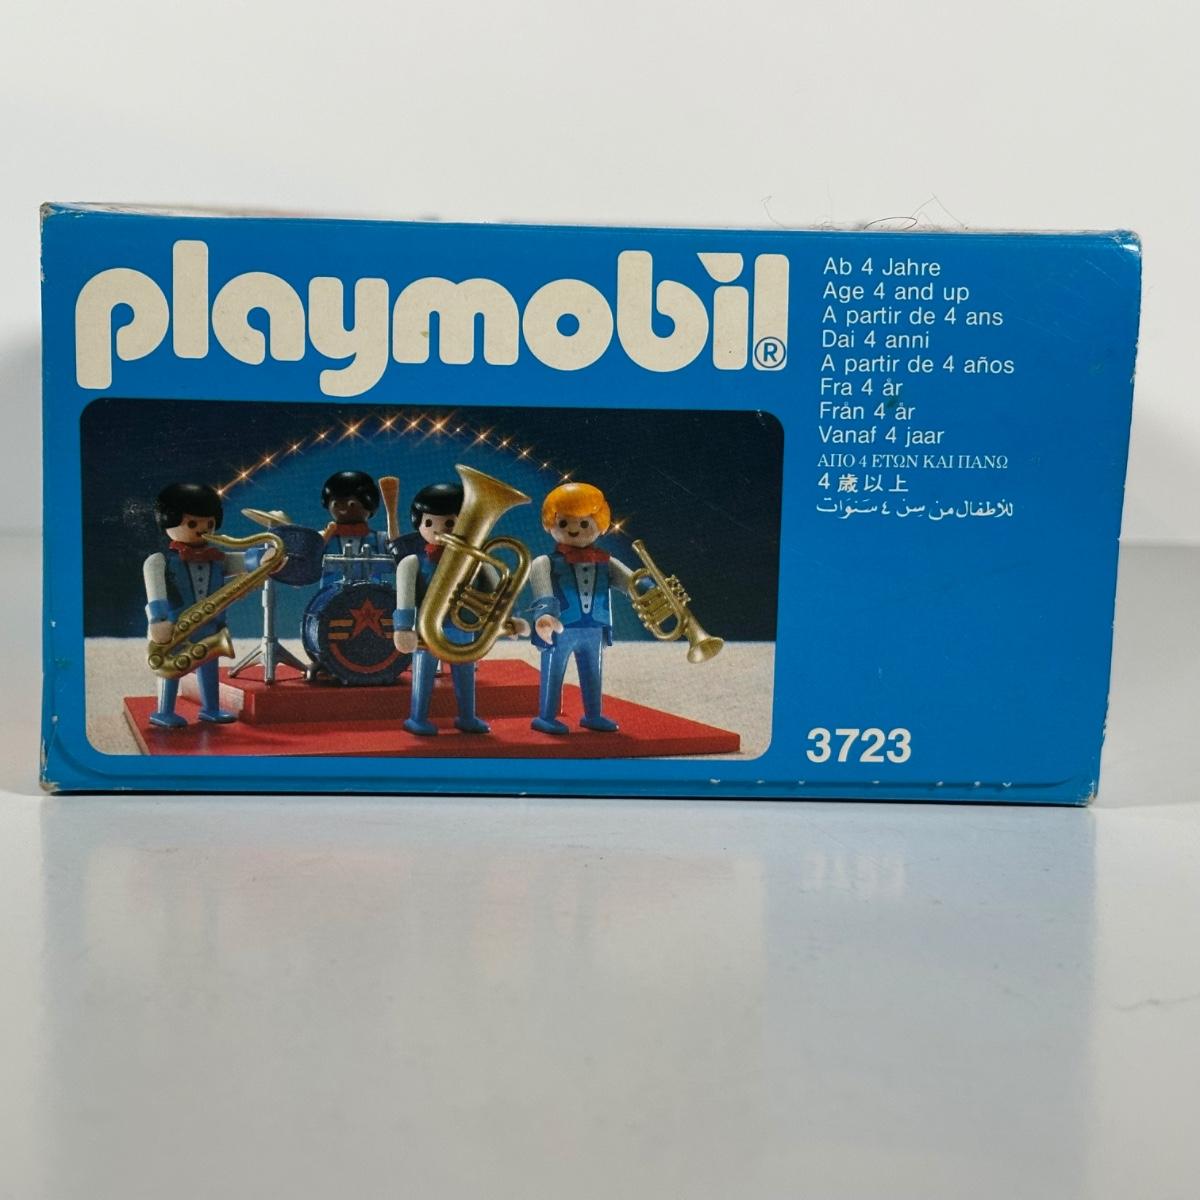 playmobil®
Ab 4 Jahre
Age 4 and up
A partir de 4 ans
Dai 4 anni
A partir de 4 años
Fra 4 år
Från 4 år
Vanaf 4 jaar
ΑΠΟ 4 ΕΤΩΝ ΚΑΙ ΠΑΝΩ
4 歳以上
للأطفال من سِن ٤ سَنوَات
3723